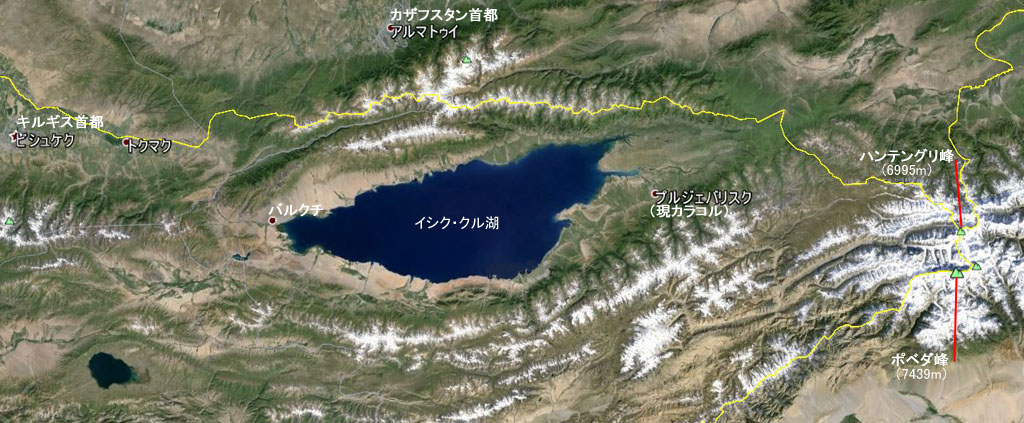 カザフスタン首都
アルマトゥイ
キルギス首都
ビシュケク
トクマク
ハンテングリ峰
(6995m)
バルクチ
イシク・クル湖
プルジェバリスク
(現カラコル)
ポベダ峰
(7439m)